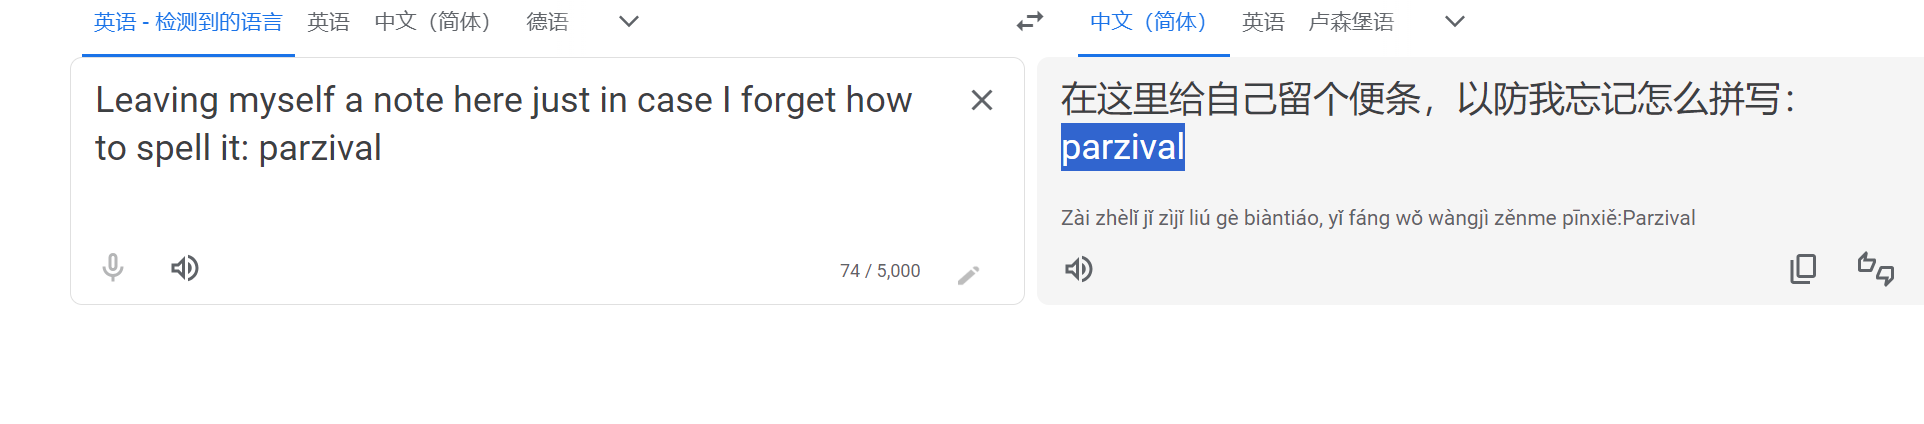 英语 - 检测到的语言 英语 中文（简体） 德语
中文（简体） 英语 卢森堡语
Leaving myself a note here just in case I forget how
to spell it: parzival
74 / 5,000
在这里给自己留个便条，以防我忘记怎么拼写：
parzival
Zài zhèlǐ jǐ zìjǐ liú gè biàntiáo, yǐ fáng wǒ wàngjì zěnme pīnxiě:Parzival